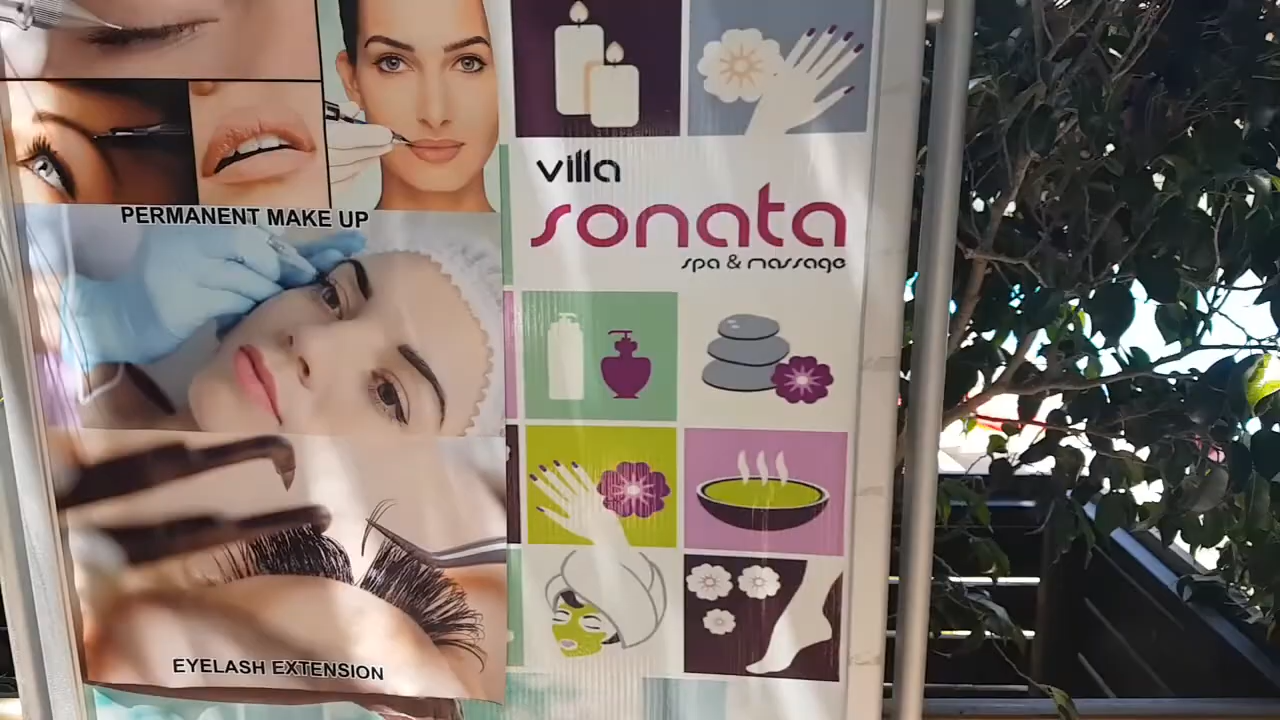 PERMANENT MAKE UP
EYELASH EXTENSION
villa
sonata
spa & massage